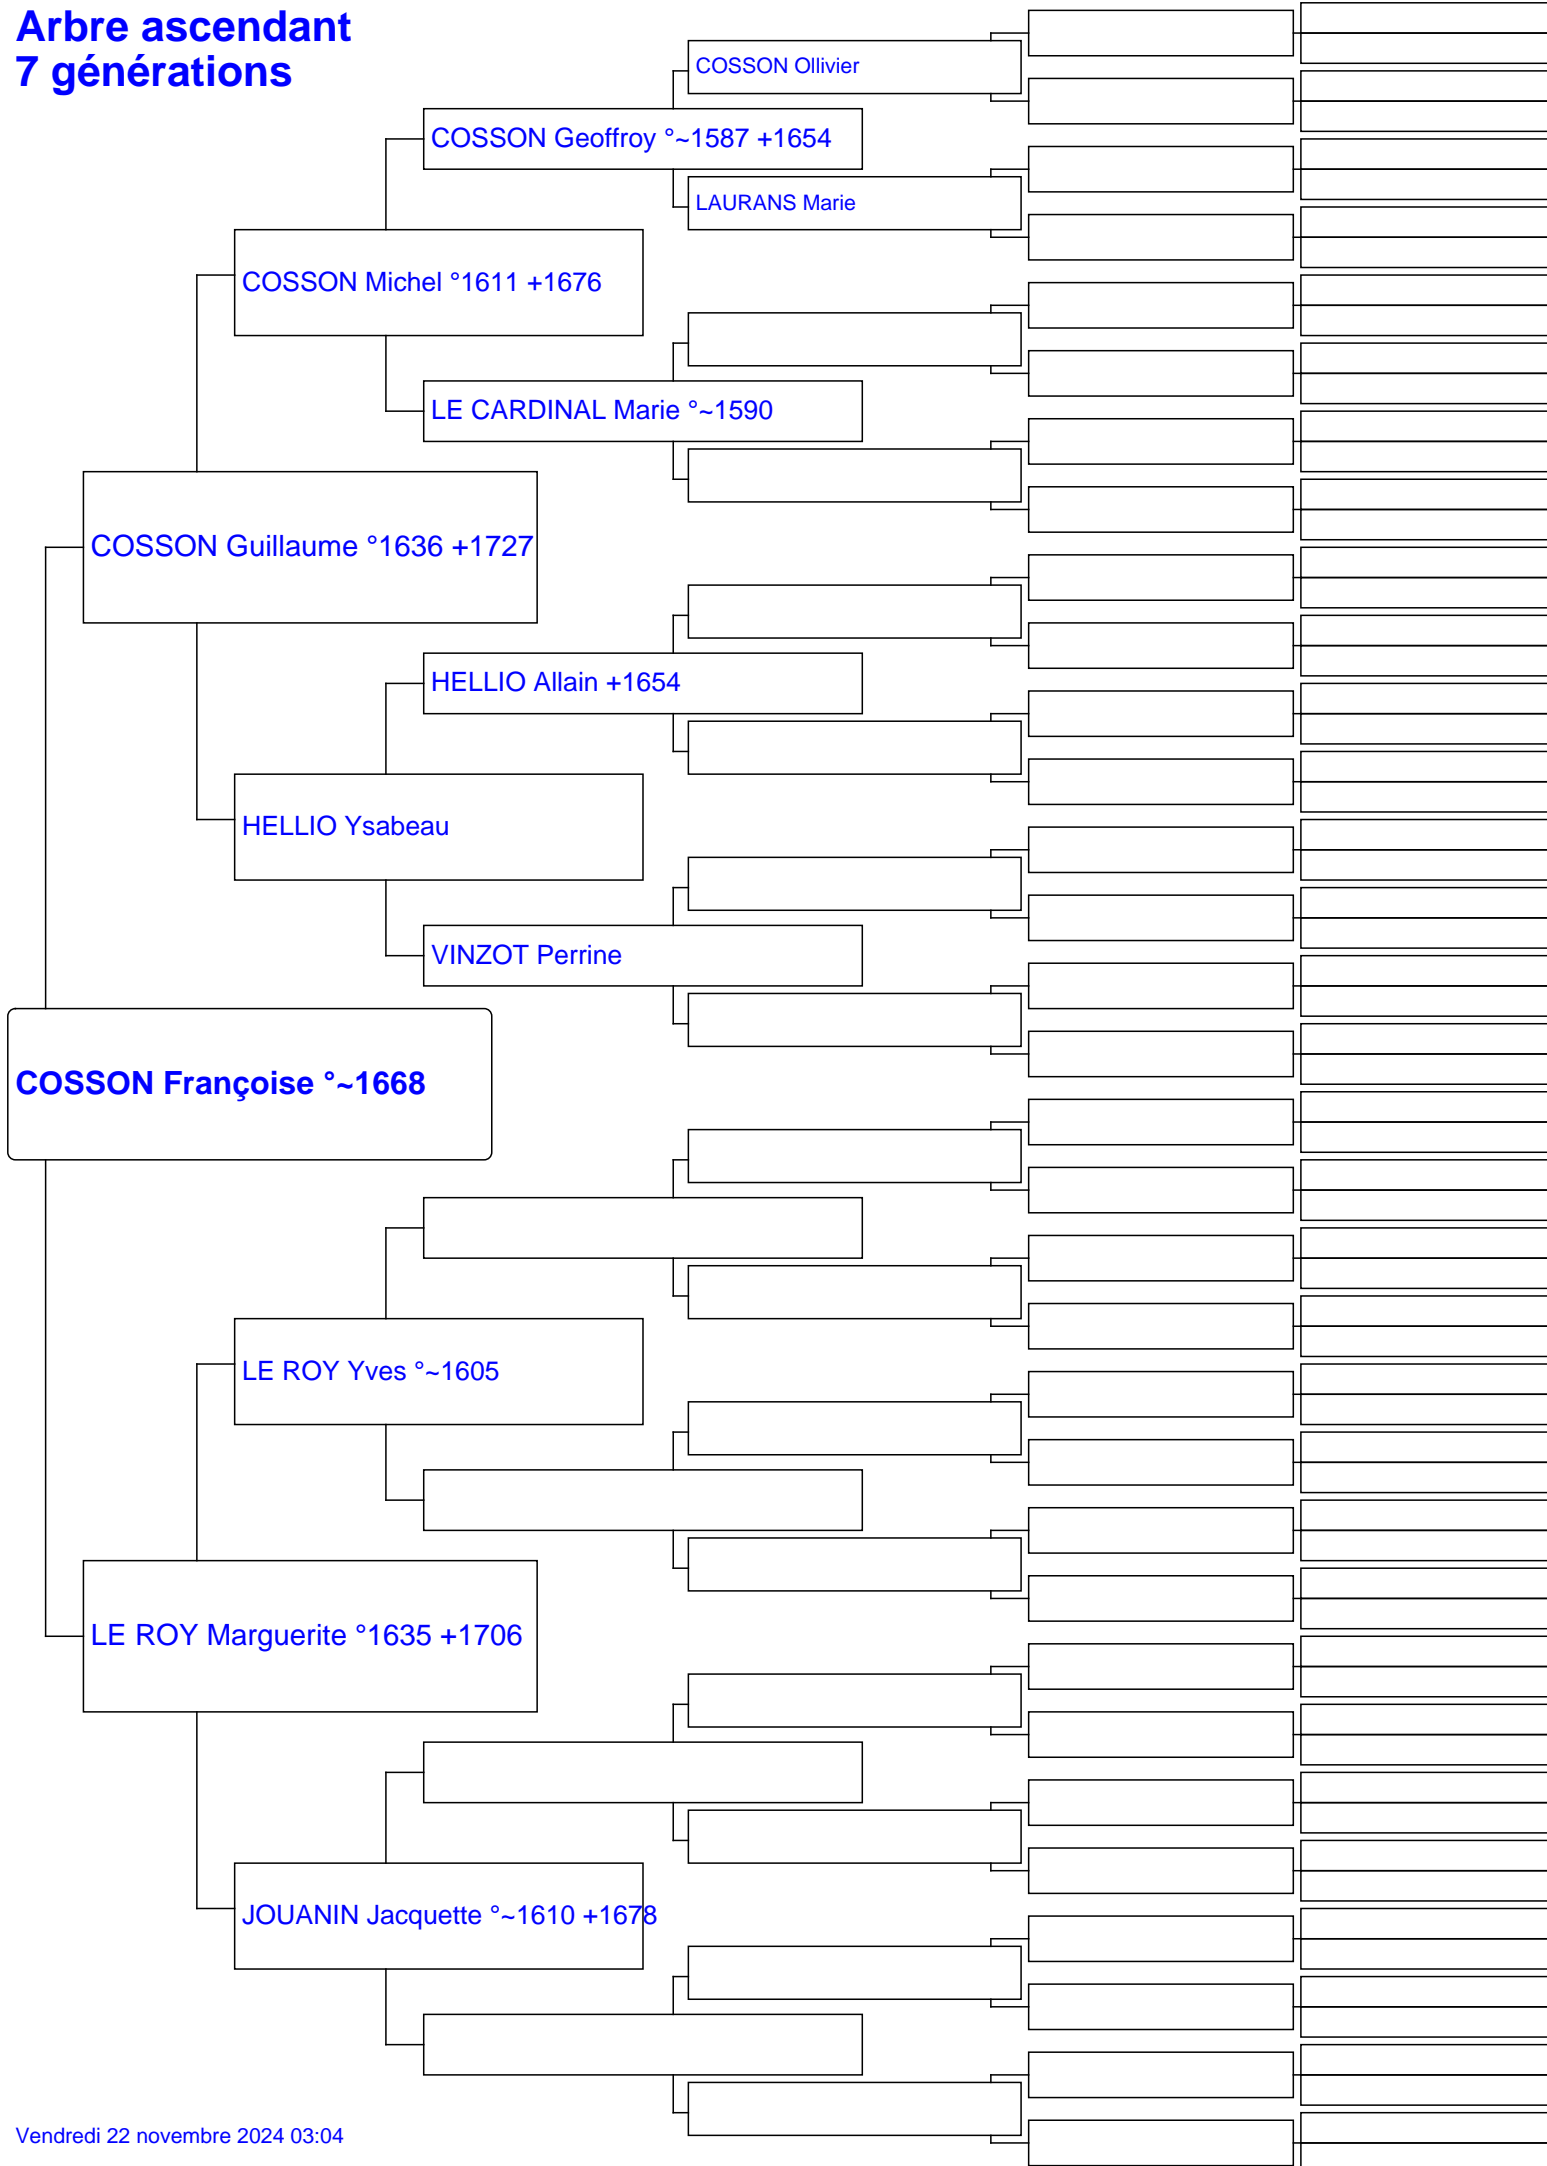 Arbre ascendant
7 générations
COSSON Ollivier
COSSON Geoffroy °~1587 +1654
LAURANS Marie
COSSON Michel °1611 +1676
LE CARDINAL Marie °~1590
COSSON Guillaume °1636 +1727
HELLIO Allain +1654
HELLIO Ysabeau
VINZOT Perrine
COSSON Françoise °~1668
LE ROY Yves °~1605
LE ROY Marguerite °1635 +1706
JOUANIN Jacquette °~1610 +1678
Vendredi 22 novembre 2024 03:04